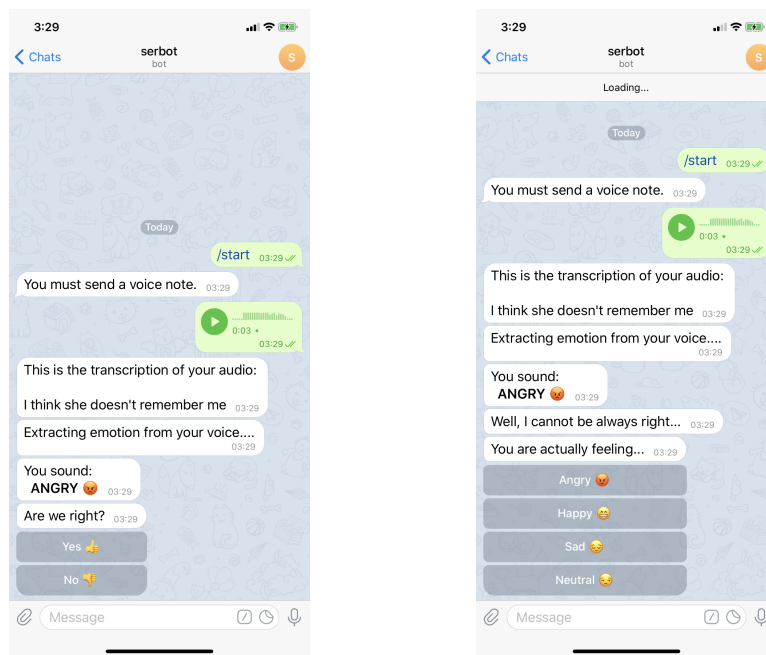 3:29
Chats
serbot
bot
S
Today
/start 03:29
You must send a voice note. 03:29
0:03
03:29
This is the transcription of your audio:
I think she doesn't remember me 03:29
Extracting emotion from your voice....
03:29
You sound:
ANGRY 😡 03:29
Are we right? 03:29
Yes 👍
No 👎
Message
3:29
Chats
serbot
bot
S
Loading...
Today
/start 03:29
You must send a voice note. 03:29
0:03
03:29
This is the transcription of your audio:
I think she doesn't remember me 03:29
Extracting emotion from your voice....
03:29
You sound:
ANGRY 😡 03:29
Well, I cannot be always right... 03:29
You are actually feeling... 03:29
Angry 😡
Happy 😁
Sad 😔
Neutral 😒
Message